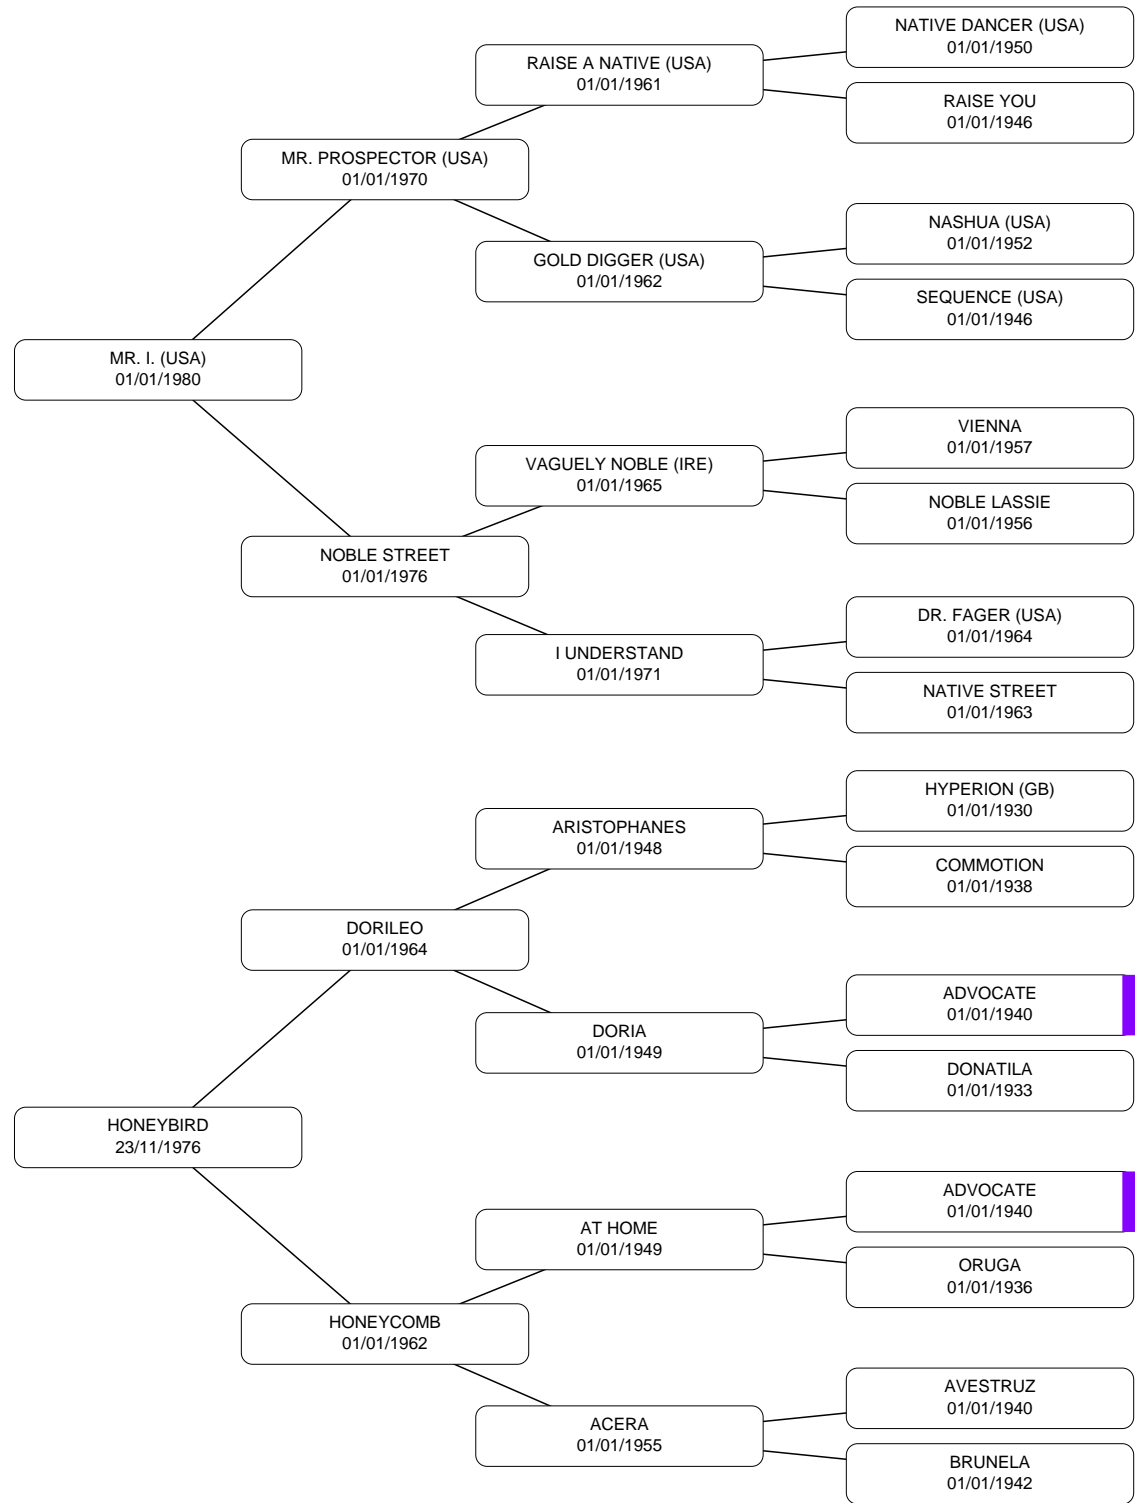 NATIVE DANCER (USA)
01/01/1950
RAISE A NATIVE (USA)
01/01/1961
RAISE YOU
01/01/1946
MR. PROSPECTOR (USA)
01/01/1970
NASHUA (USA)
01/01/1952
GOLD DIGGER (USA)
01/01/1962
SEQUENCE (USA)
01/01/1946
MR. I. (USA)
01/01/1980
VIENNA
01/01/1957
VAGUELY NOBLE (IRE)
01/01/1965
NOBLE LASSIE
01/01/1956
NOBLE STREET
01/01/1976
DR. FAGER (USA)
01/01/1964
I UNDERSTAND
01/01/1971
NATIVE STREET
01/01/1963
HYPERION (GB)
01/01/1930
ARISTOPHANES
01/01/1948
COMMOTION
01/01/1938
DORILEO
01/01/1964
ADVOCATE
01/01/1940
DORIA
01/01/1949
DONATILA
01/01/1933
HONEYBIRD
23/11/1976
ADVOCATE
01/01/1940
AT HOME
01/01/1949
ORUGA
01/01/1936
HONEYCOMB
01/01/1962
AVESTRUZ
01/01/1940
ACERA
01/01/1955
BRUNELA
01/01/1942